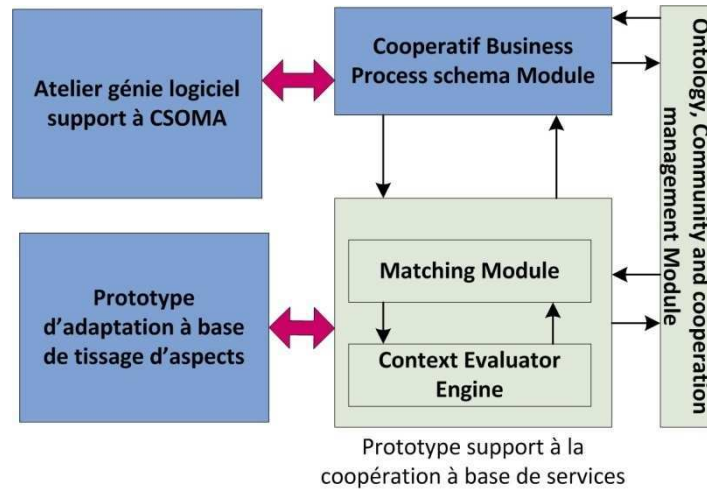 Atelier génie logiciel
support à CSOMA
Cooperatif Business
Process schema Module
Ontology, Community and cooperation
management Module
Prototype
d'adaptation à base
de tissage d'aspects
Matching Module
Context Evaluator
Engine
Prototype support à la
coopération à base de services